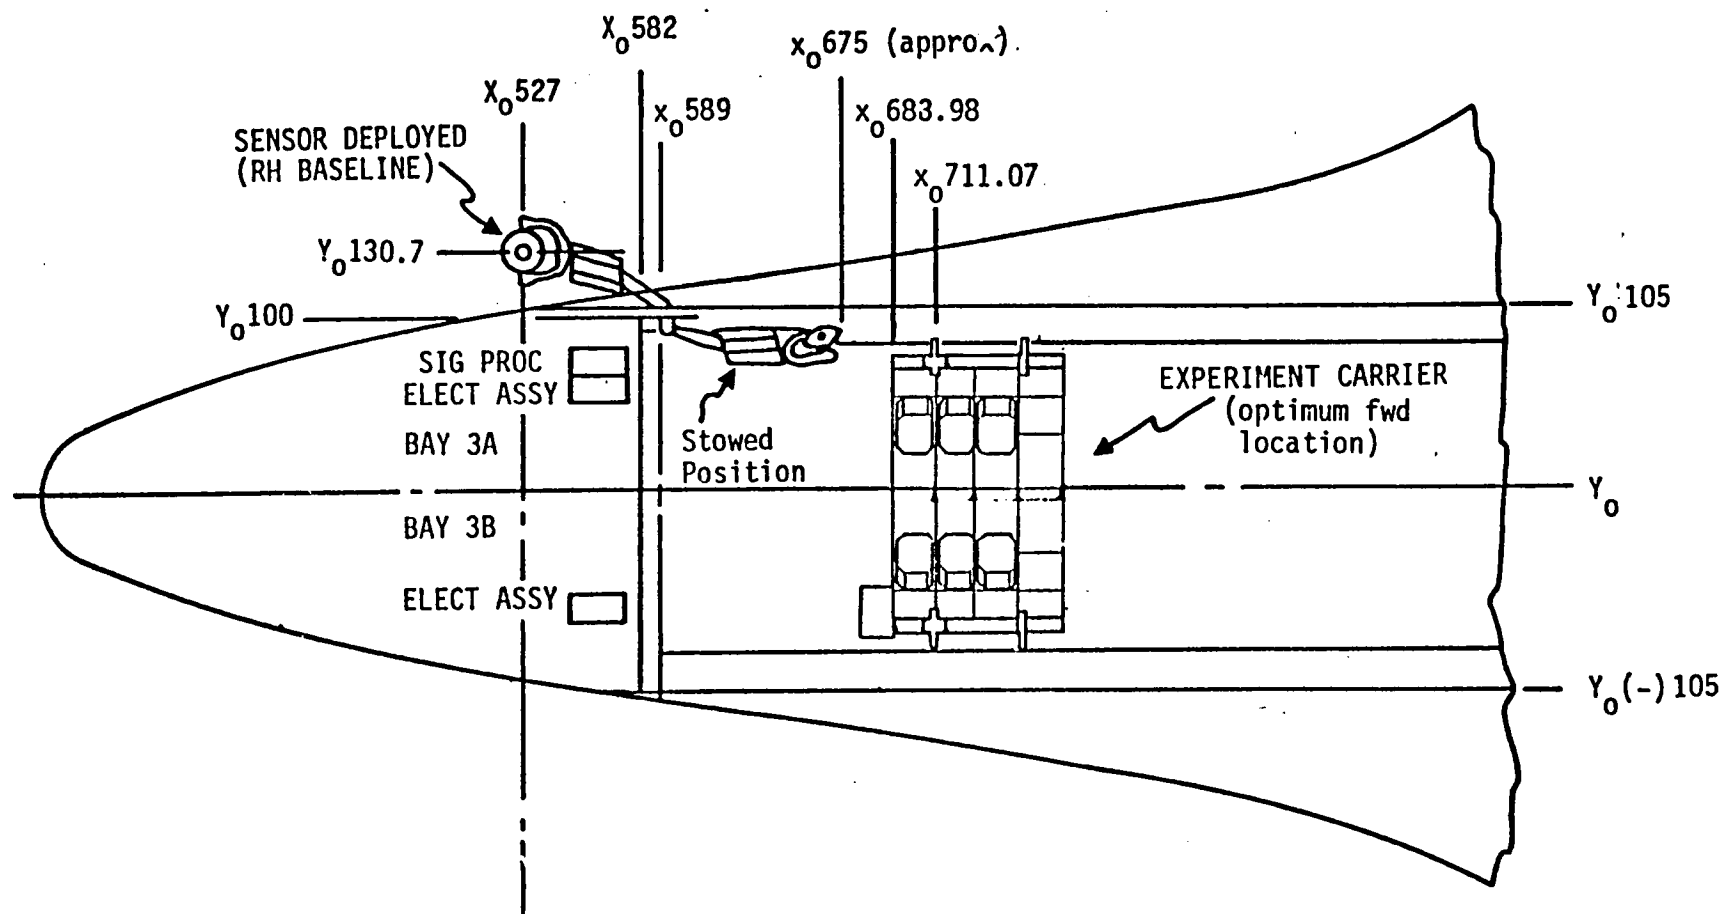 X₀582
x₀675 (approx).
X₀527
x₀589
x₀683.98
SENSOR DEPLOYED
(RH BASELINE)
x₀711.07
Y₀130.7
Y₀100
Y₀105
SIG PROC
ELECT ASSY
EXPERIMENT CARRIER
(optimum fwd
location)
BAY 3A
Stowed
Position
Y₀
BAY 3B
ELECT ASSY
Y₀(-)105